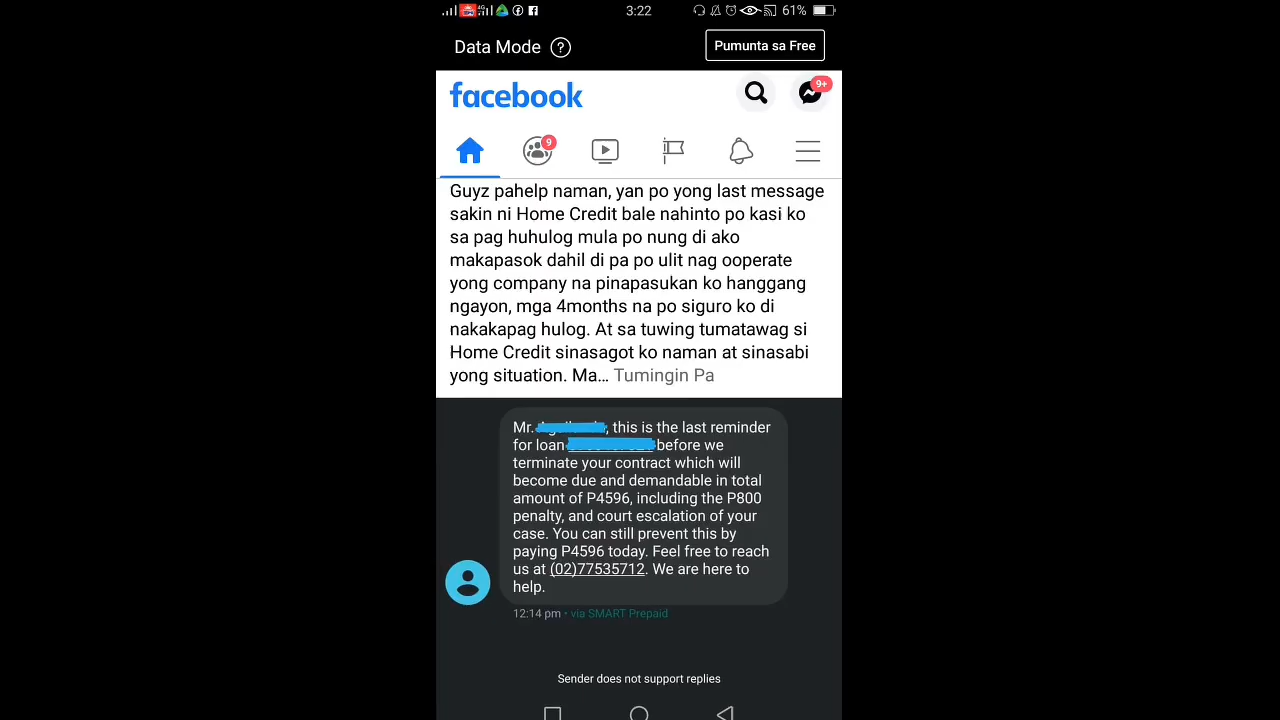 3:22
61%
Data Mode ?
Pumunta sa Free
facebook
9+
9
Guyz pahelp naman, yan po yong last message
sakin ni Home Credit bale nahinto po kasi ko
sa pag huhulog mula po nung di ako
makapasok dahil di pa po ulit nag ooperate
yong company na pinapasukan ko hanggang
ngayon, mga 4months na po siguro ko di
nakakapag hulog. At sa tuwing tumatawag si
Home Credit sinasagot ko naman at sinasabi
yong situation. Ma... Tumingin Pa
Mr. , this is the last reminder
for loan before we
terminate your contract which will
become due and demandable in total
amount of P4596, including the P800
penalty, and court escalation of your
case. You can still prevent this by
paying P4596 today. Feel free to reach
us at (02)77535712. We are here to
help.
12:14 pm • via SMART Prepaid
Sender does not support replies